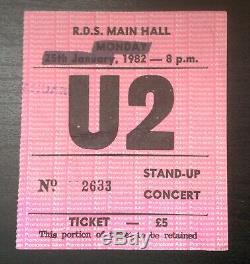 R.D.S. MAIN HALL
MONDAY
25th January, 1982 — 8 p.m.
U2
STAND-UP
Nº 2633
CONCERT
TICKET — £5
This portion of ticket to be retained